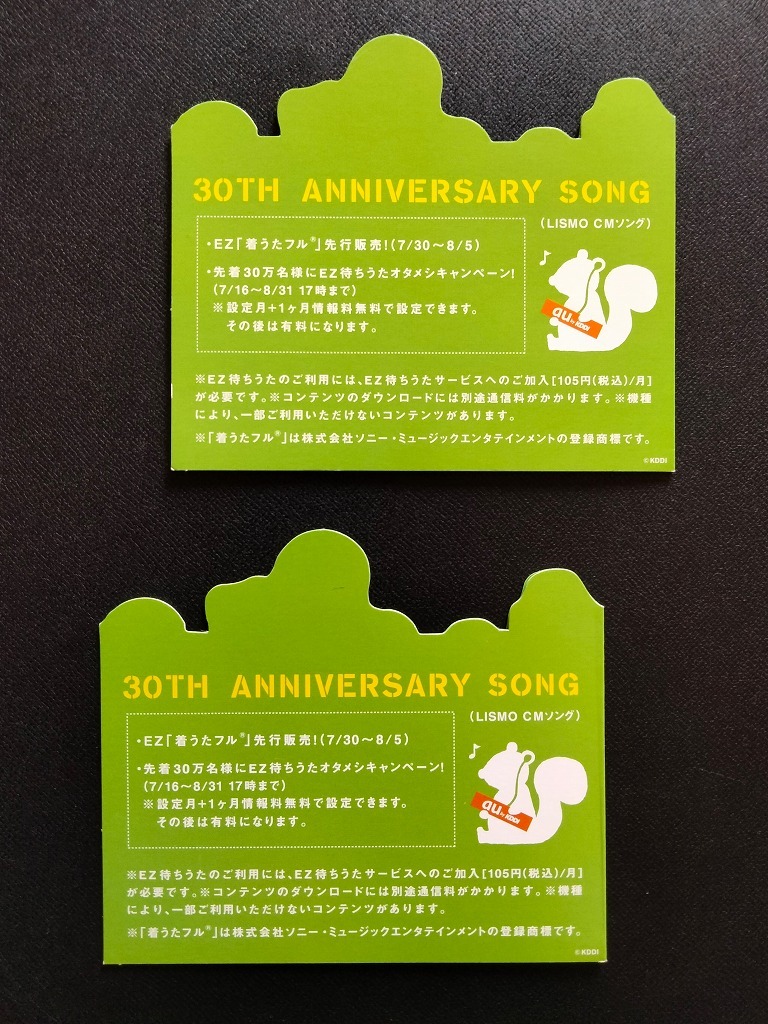 30TH ANNIVERSARY SONG
(LISMO CMソング)
・EZ「着うたフル®」先行販売!(7/30〜8/5)
・先着30万名様にEZ待ちうたオタメシキャンペーン!
(7/16〜8/31 17時まで)
※設定月+1ヶ月情報料無料で設定できます。
その後は有料になります。
au by KDDI
※EZ待ちうたのご利用には、EZ待ちうたサービスへのご加入[105円(税込)/月]
が必要です。※コンテンツのダウンロードには別途通信料がかかります。※機種
により、一部ご利用いただけないコンテンツがあります。
※「着うたフル®」は株式会社ソニー・ミュージックエンタテインメントの登録商標です。
©KDDI
30TH ANNIVERSARY SONG
(LISMO CMソング)
・EZ「着うたフル®」先行販売!(7/30〜8/5)
・先着30万名様にEZ待ちうたオタメシキャンペーン!
(7/16〜8/31 17時まで)
※設定月+1ヶ月情報料無料で設定できます。
その後は有料になります。
au by KDDI
※EZ待ちうたのご利用には、EZ待ちうたサービスへのご加入[105円(税込)/月]
が必要です。※コンテンツのダウンロードには別途通信料がかかります。※機種
により、一部ご利用いただけないコンテンツがあります。
※「着うたフル®」は株式会社ソニー・ミュージックエンタテインメントの登録商標です。
©KDDI